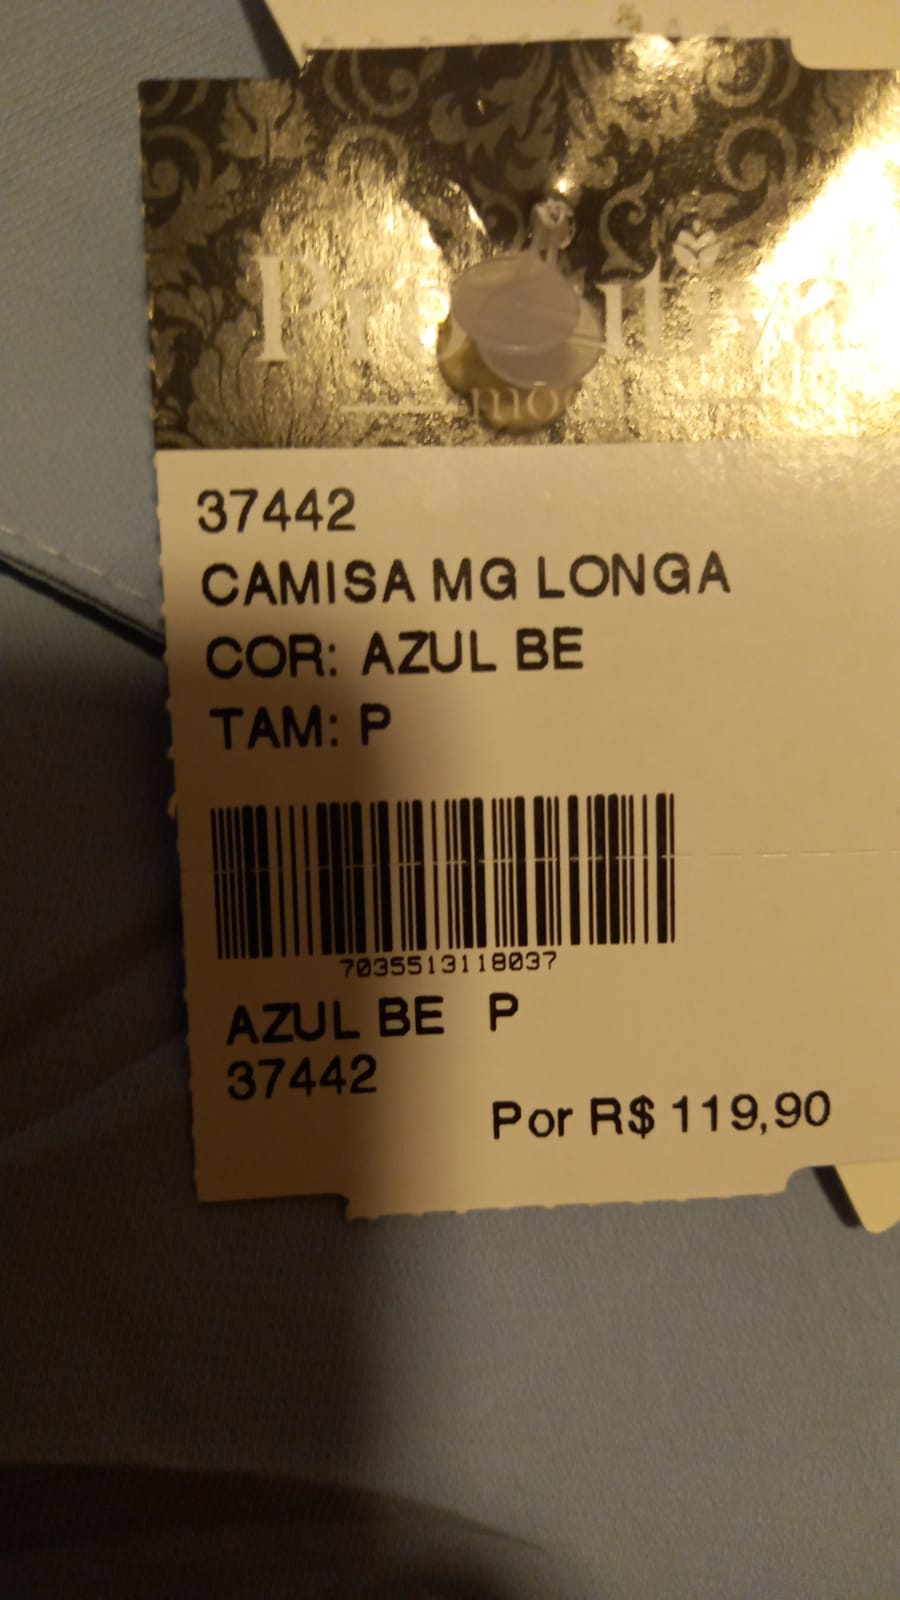 37442
CAMISA MG LONGA
COR: AZUL BE
TAM: P
7035513118037
AZUL BE P
37442
Por R$ 119,90